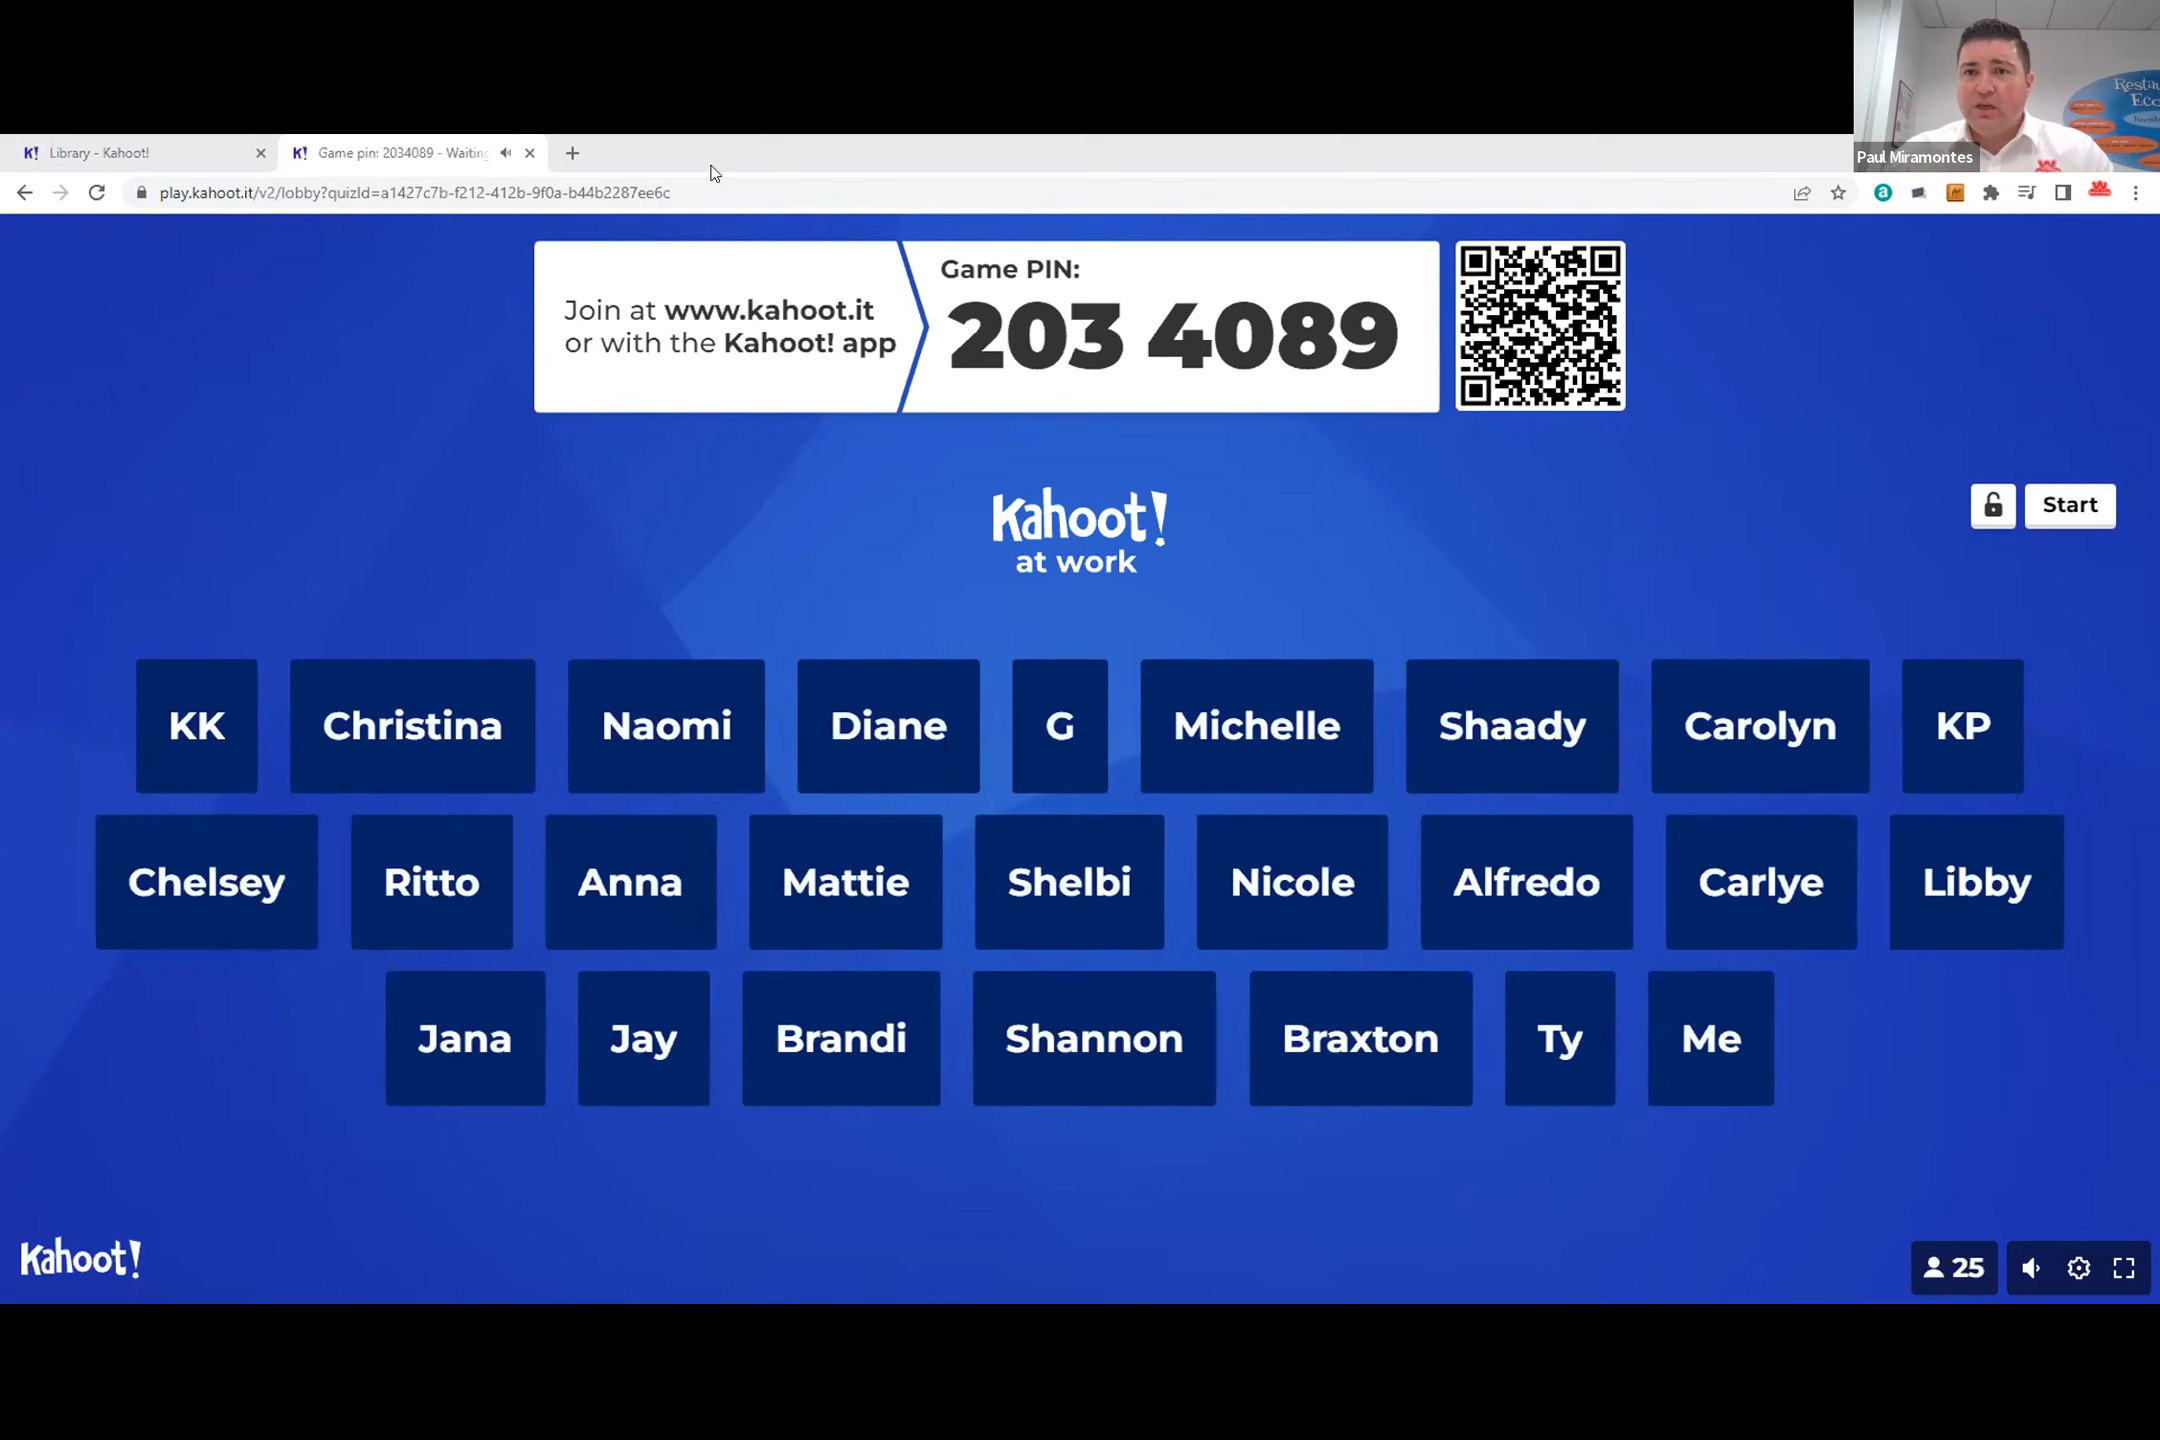 Restau
Eco
Paul Miramontes
K! Library - Kahoot!
K! Game pin: 2034089 - Waiting
play.kahoot.it/v2/lobby?quizId=a1427c7b-f212-412b-9f0a-b44b2287ee6c
Join at www.kahoot.it
or with the Kahoot! app
Game PIN:
203 4089
Kahoot!
at work
Start
KK Christina Naomi Diane G Michelle Shaady Carolyn KP
Chelsey Ritto Anna Mattie Shelbi Nicole Alfredo Carlye Libby
Jana Jay Brandi Shannon Braxton Ty Me
Kahoot!
25